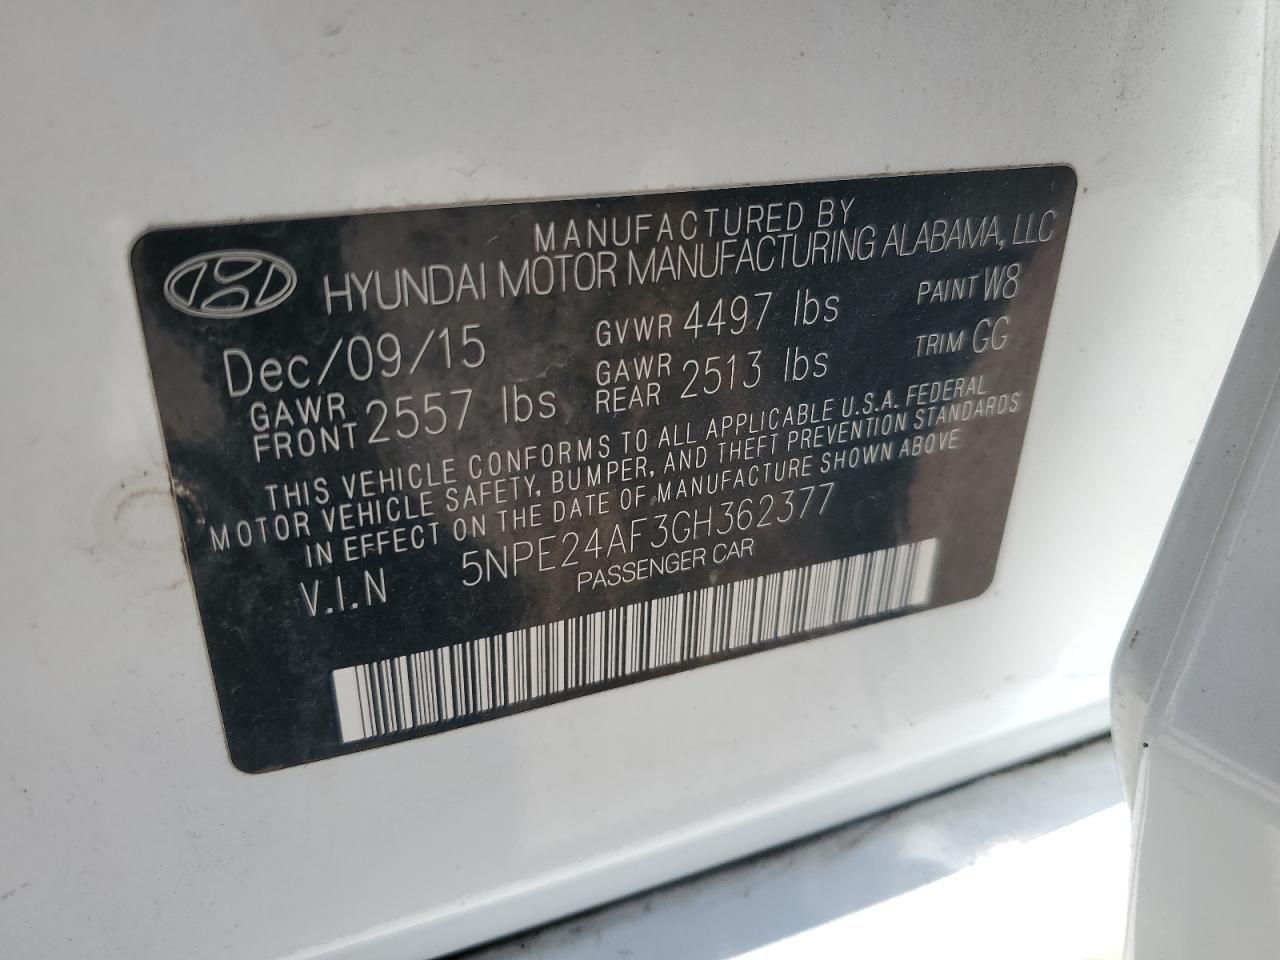 MANUFACTURED BY
HYUNDAI MOTOR MANUFACTURING ALABAMA, LLC
Dec/09/15 GVWR 4497 lbs PAINT W8
GAWR FRONT 2557 lbs GAWR REAR 2513 lbs TRIM GG
THIS VEHICLE CONFORMS TO ALL APPLICABLE U.S.A. FEDERAL
MOTOR VEHICLE SAFETY, BUMPER, AND THEFT PREVENTION STANDARDS
IN EFFECT ON THE DATE OF MANUFACTURE SHOWN ABOVE
V.I.N 5NPE24AF3GH362377
PASSENGER CAR